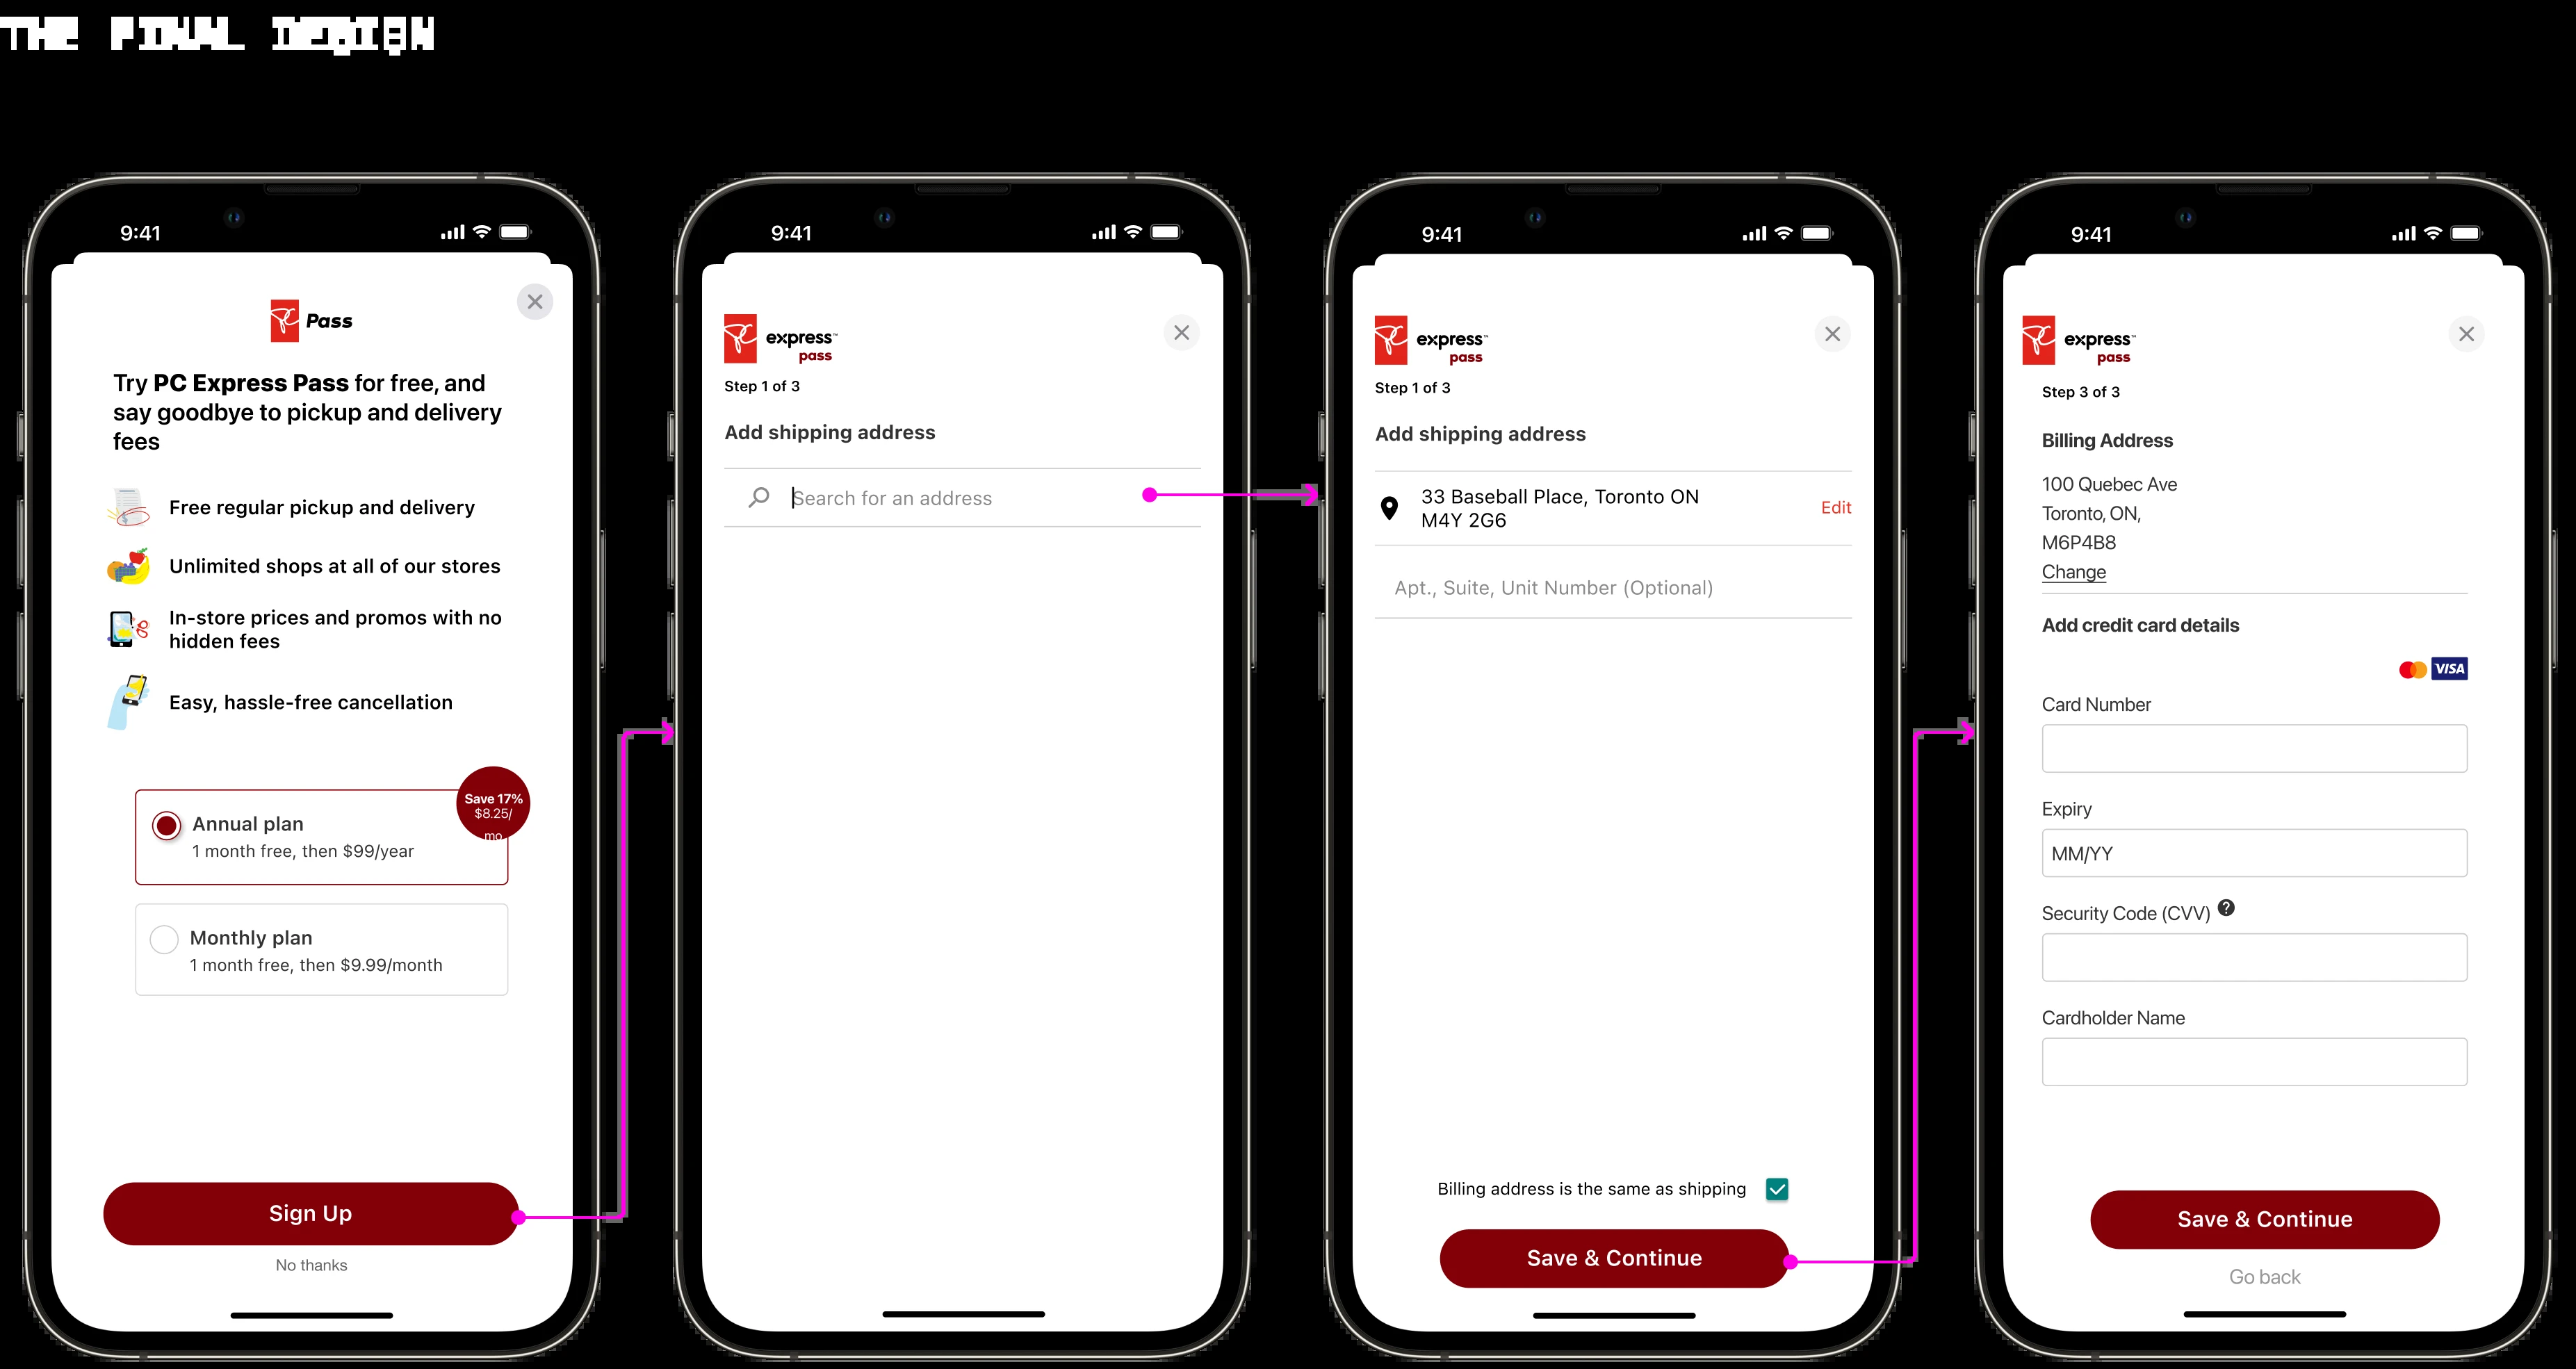 THE FINAL DESIGN
9:41
Pass
Try PC Express Pass for free, and
say goodbye to pickup and delivery
fees
Free regular pickup and delivery
Unlimited shops at all of our stores
In-store prices and promos with no
hidden fees
Easy, hassle-free cancellation
Save 17%
$8.25/
mo
Annual plan
1 month free, then $99/year
Monthly plan
1 month free, then $9.99/month
Sign Up
No thanks
9:41
PC express™
pass
Step 1 of 3
Add shipping address
Search for an address
9:41
PC express™
pass
Step 1 of 3
Add shipping address
33 Baseball Place, Toronto ON
M4Y 2G6
Edit
Apt., Suite, Unit Number (Optional)
Billing address is the same as shipping
Save & Continue
9:41
PC express™
pass
Step 3 of 3
Billing Address
100 Quebec Ave
Toronto, ON,
M6P4B8
Change
Add credit card details
VISA
Card Number
Expiry
MM/YY
Security Code (CVV) ?
Cardholder Name
Save & Continue
Go back